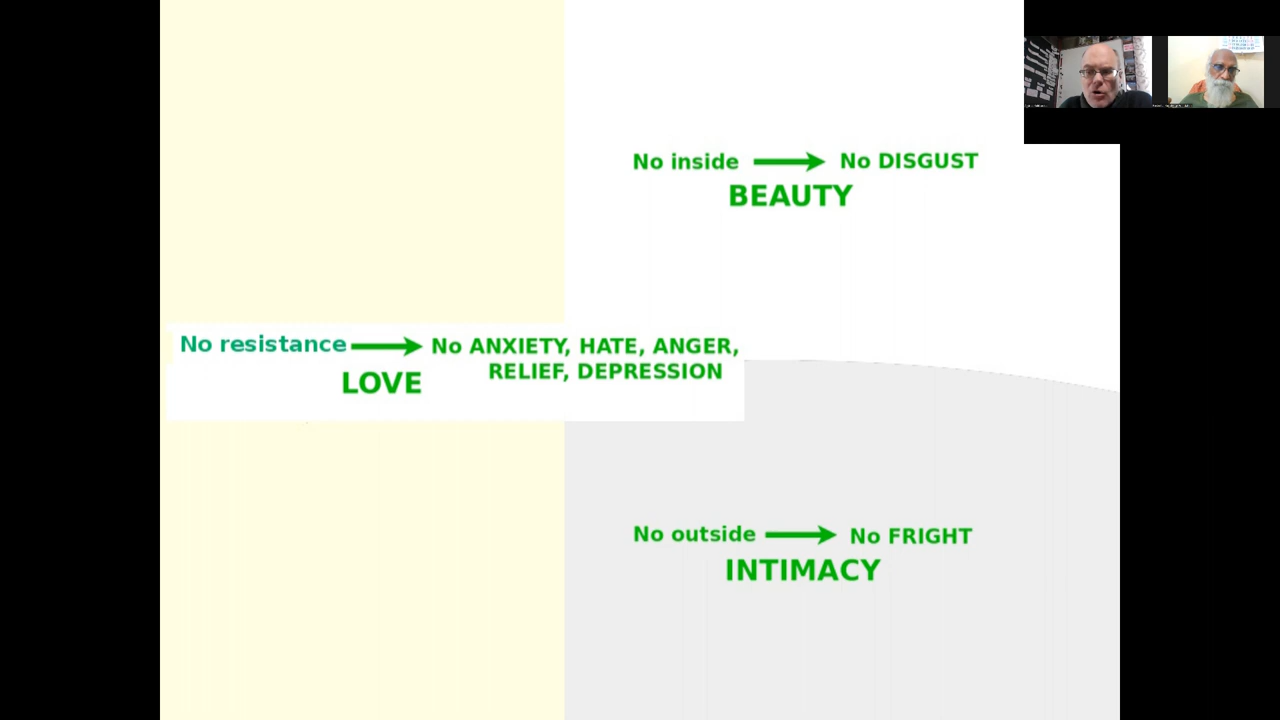 No inside → No DISGUST
BEAUTY
No resistance → No ANXIETY, HATE, ANGER,
RELIEF, DEPRESSION
LOVE
No outside → No FRIGHT
INTIMACY